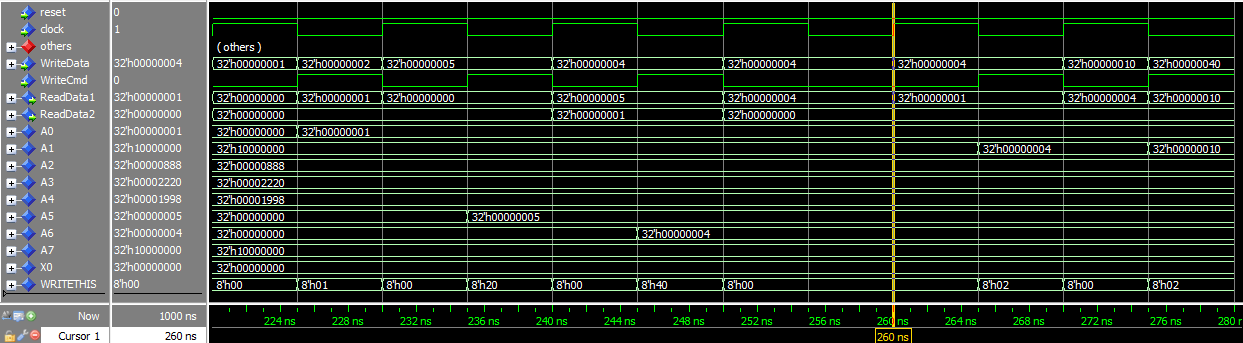 reset 0
clock 1
others ( others )
WriteData 32'h00000004 32'h00000001 32'h00000002 32'h00000005 32'h00000004 32'h00000004 32'h00000004 32'h00000010 32'h00000040
WriteCmd 0
ReadData1 32'h00000001 32'h00000000 32'h00000001 32'h00000000 32'h00000005 32'h00000004 32'h00000001 32'h00000004 32'h00000010
ReadData2 32'h00000000 32'h00000000 32'h00000001 32'h00000000
A0 32'h00000001 32'h00000000 32'h00000001
A1 32'h10000000 32'h10000000 32'h00000004 32'h00000010
A2 32'h00000888 32'h00000888
A3 32'h00002220 32'h00002220
A4 32'h00001998 32'h00001998
A5 32'h00000005 32'h00000000 32'h00000005
A6 32'h00000004 32'h00000000 32'h00000004
A7 32'h10000000 32'h10000000
X0 32'h00000000 32'h00000000
WRITETHIS 8'h00 8'h00 8'h01 8'h00 8'h20 8'h00 8'h40 8'h00 8'h02 8'h00 8'h02
Now 1000 ns 224 ns 228 ns 232 ns 236 ns 240 ns 244 ns 248 ns 252 ns 256 ns 260 ns 264 ns 268 ns 272 ns 276 ns 280 ns
Cursor 1 260 ns 260 ns